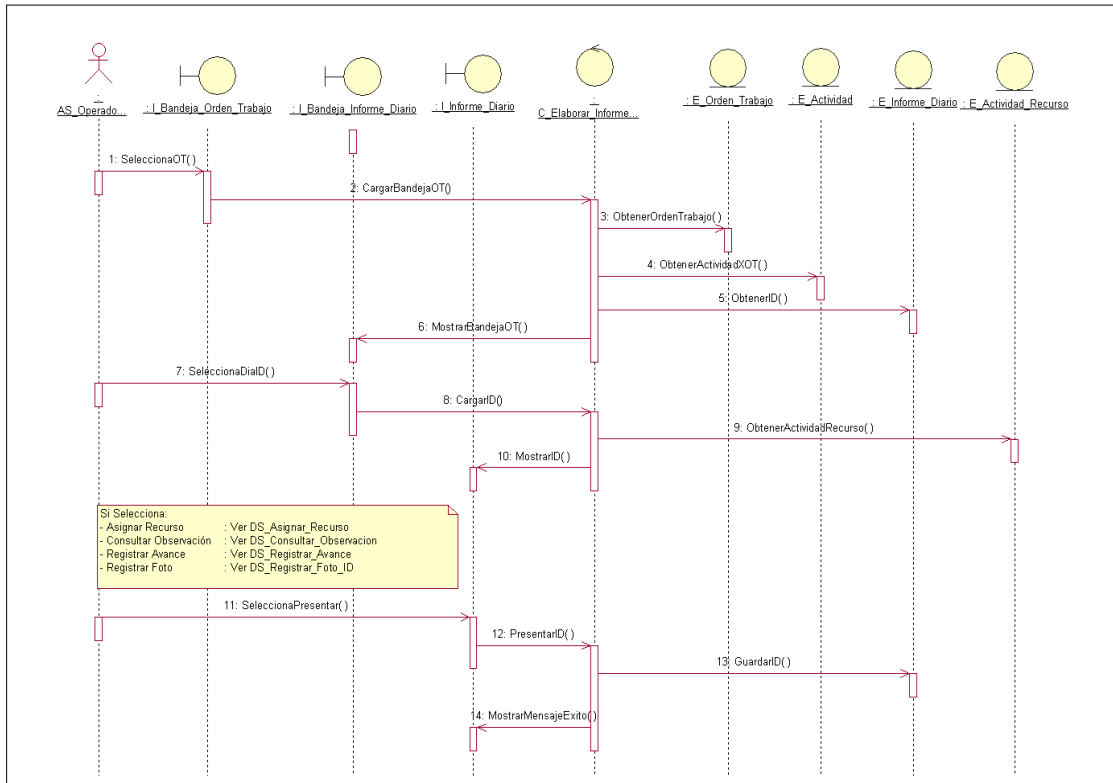 : AS_Operado...
: I_Bandeja_Orden_Trabajo
: I_Bandeja_Informe_Diario
: I_Informe_Diario
: C_Elaborar_Informe...
: E_Orden_Trabajo
: E_Actividad
: E_Informe_Diario
: E_Actividad_Recurso
1: SeleccionaOT( )
2: CargarBandejaOT()
3: ObtenerOrdenTrabajo( )
4: ObtenerActividadXOT( )
5: ObtenerID( )
6: MostrarBandejaOT( )
7: SeleccionaDiaID( )
8: CargarID()
9: ObtenerActividadRecurso( )
10: MostrarID( )
Si Selecciona:
- Asignar Recurso : Ver DS_Asignar_Recurso
- Consultar Observación : Ver DS_Consultar_Observacion
- Registrar Avance : Ver DS_Registrar_Avance
- Registrar Foto : Ver DS_Registrar_Foto_ID
11: SeleccionaPresentar( )
12: PresentarID( )
13: GuardarID( )
14: MostrarMensajeExito( )